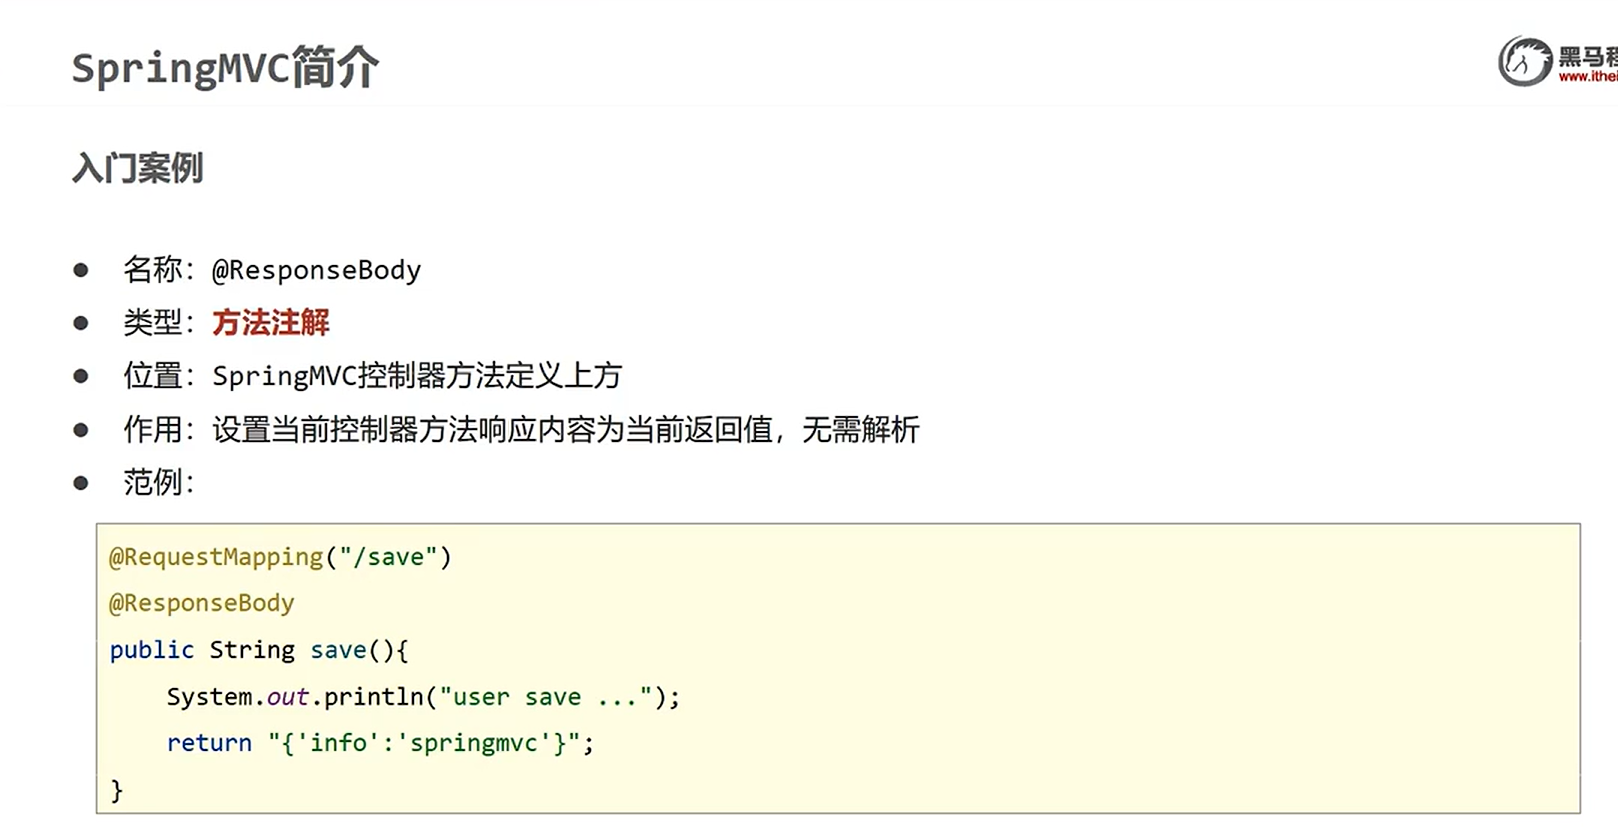 SpringMVC简介
黑马程
www.ithei
入门案例
● 名称：@ResponseBody
● 类型：方法注解
● 位置：SpringMVC控制器方法定义上方
● 作用：设置当前控制器方法响应内容为当前返回值，无需解析
● 范例：
@RequestMapping("/save")
@ResponseBody
public String save(){
    System.out.println("user save ...");
    return "{'info':'springmvc'}";
}